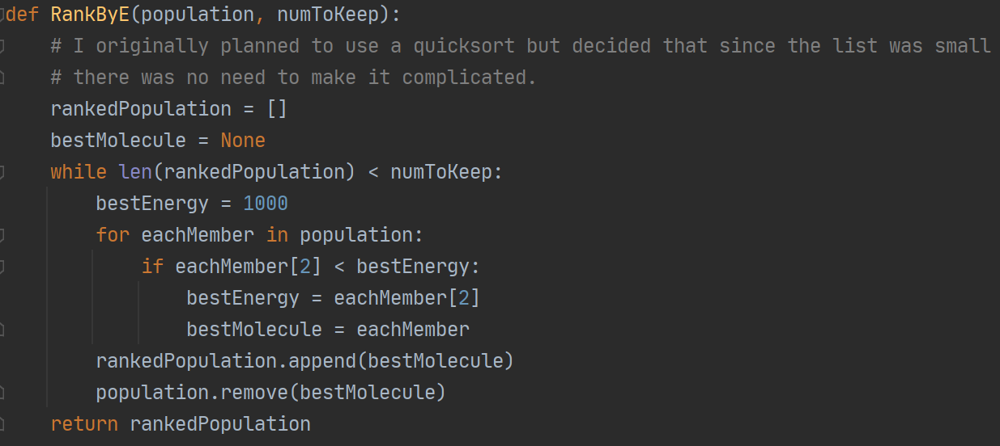 def RankByE(population, numToKeep):
    # I originally planned to use a quicksort but decided that since the list was small
    # there was no need to make it complicated.
    rankedPopulation = []
    bestMolecule = None
    while len(rankedPopulation) < numToKeep:
        bestEnergy = 1000
        for eachMember in population:
            if eachMember[2] < bestEnergy:
                bestEnergy = eachMember[2]
                bestMolecule = eachMember
        rankedPopulation.append(bestMolecule)
        population.remove(bestMolecule)
    return rankedPopulation